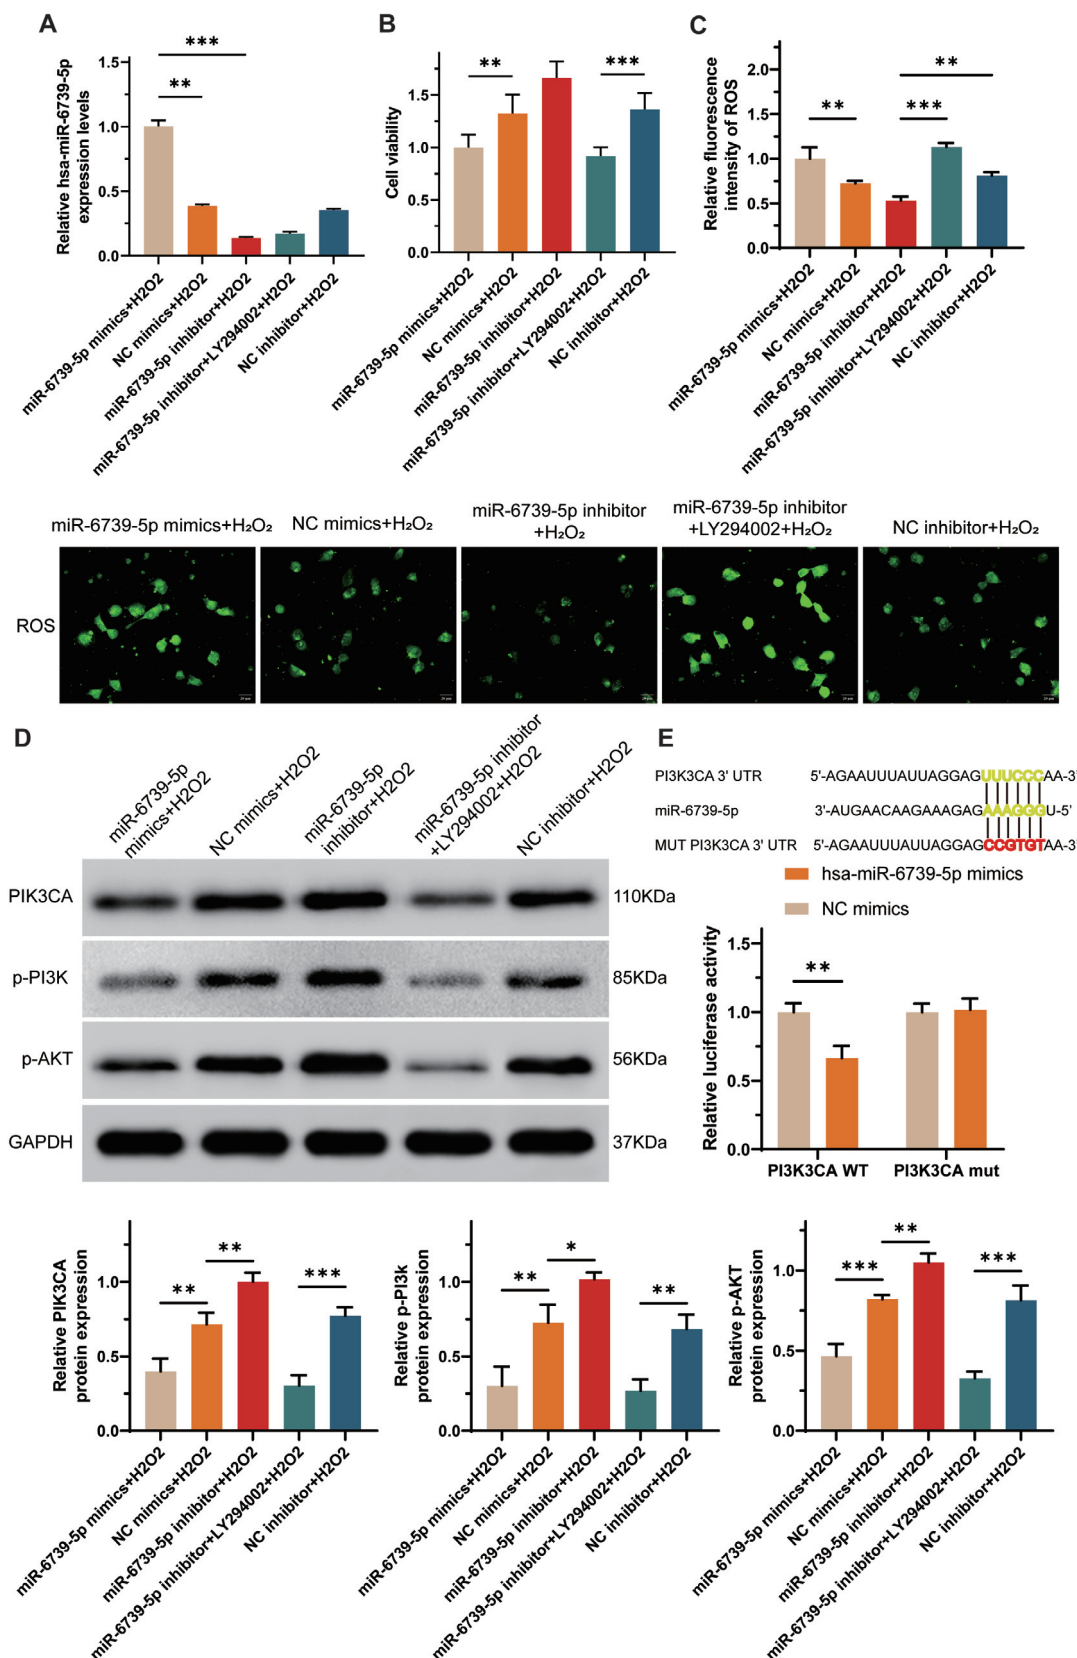 A
Relative hsa-miR-6739-5p
expression levels
1.5
1.0
0.5
0.0
***
**
miR-6739-5p mimics+H2O2
NC mimics+H2O2
miR-6739-5p inhibitor+H2O2
miR-6739-5p inhibitor+LY294002+H2O2
NC inhibitor+H2O2
B
Cell viability
1.5
1.0
0.5
0.0
**
***
miR-6739-5p mimics+H2O2
NC mimics+H2O2
miR-6739-5p inhibitor+H2O2
miR-6739-5p inhibitor+LY294002+H2O2
NC inhibitor+H2O2
C
Relative fluorescence
intensity of ROS
2.0
1.5
1.0
0.5
0.0
**
**
***
miR-6739-5p mimics+H2O2
NC mimics+H2O2
miR-6739-5p inhibitor+H2O2
miR-6739-5p inhibitor+LY294002+H2O2
NC inhibitor+H2O2
miR-6739-5p mimics+H₂O₂
NC mimics+H₂O₂
miR-6739-5p inhibitor
+H₂O₂
miR-6739-5p inhibitor
+LY294002+H₂O₂
NC inhibitor+H₂O₂
ROS
D
miR-6739-5p
mimics+H2O2
NC mimics+H2O2
miR-6739-5p
inhibitor+H2O2
miR-6739-5p inhibitor
+LY294002+H2O2
NC inhibitor+H2O2
PIK3CA
110KDa
p-PI3K
85KDa
p-AKT
56KDa
GAPDH
37KDa
E
PI3K3CA 3' UTR 5'-AGAAUUUAUUAGGAGUUUCCCAA-3'
miR-6739-5p 3'-AUGAACAAGAAAGAGAAAGGGU-5'
MUT PI3K3CA 3' UTR 5'-AGAAUUUAUUAGGAGCCGTGTAA-3'
hsa-miR-6739-5p mimics
NC mimics
Relative luciferase activity
1.5
1.0
0.5
0.0
**
PI3K3CA WT
PI3K3CA mut
Relative PIK3CA
protein expression
1.0
0.5
0.0
**
**
***
miR-6739-5p mimics+H2O2
NC mimics+H2O2
miR-6739-5p inhibitor+H2O2
miR-6739-5p inhibitor+LY294002+H2O2
NC inhibitor+H2O2
Relative p-PI3k
protein expression
1.0
0.5
0.0
**
*
**
miR-6739-5p mimics+H2O2
NC mimics+H2O2
miR-6739-5p inhibitor+H2O2
miR-6739-5p inhibitor+LY294002+H2O2
NC inhibitor+H2O2
Relative p-AKT
protein expression
1.0
0.5
0.0
***
**
***
miR-6739-5p mimics+H2O2
NC mimics+H2O2
miR-6739-5p inhibitor+H2O2
miR-6739-5p inhibitor+LY294002+H2O2
NC inhibitor+H2O2